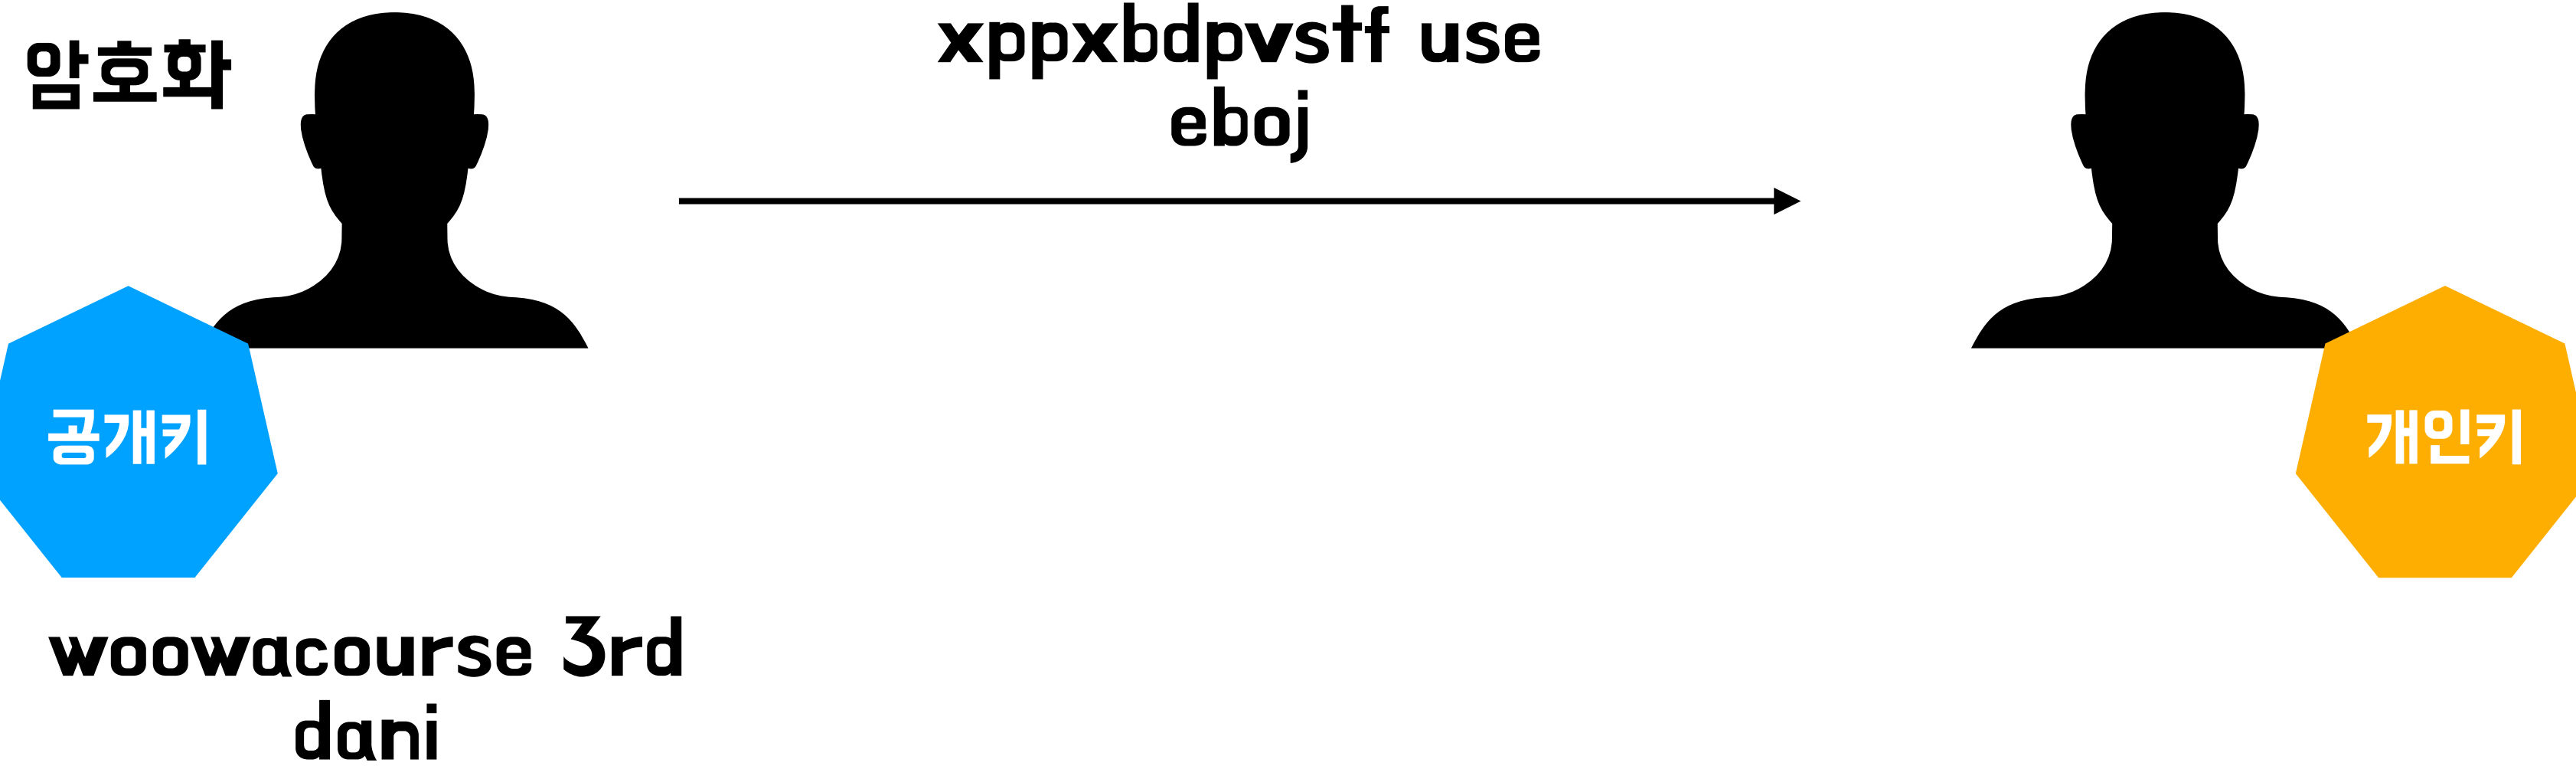 암호화
xppxbdpvstf use
eboj
공개키
개인키
woowacourse 3rd
dani